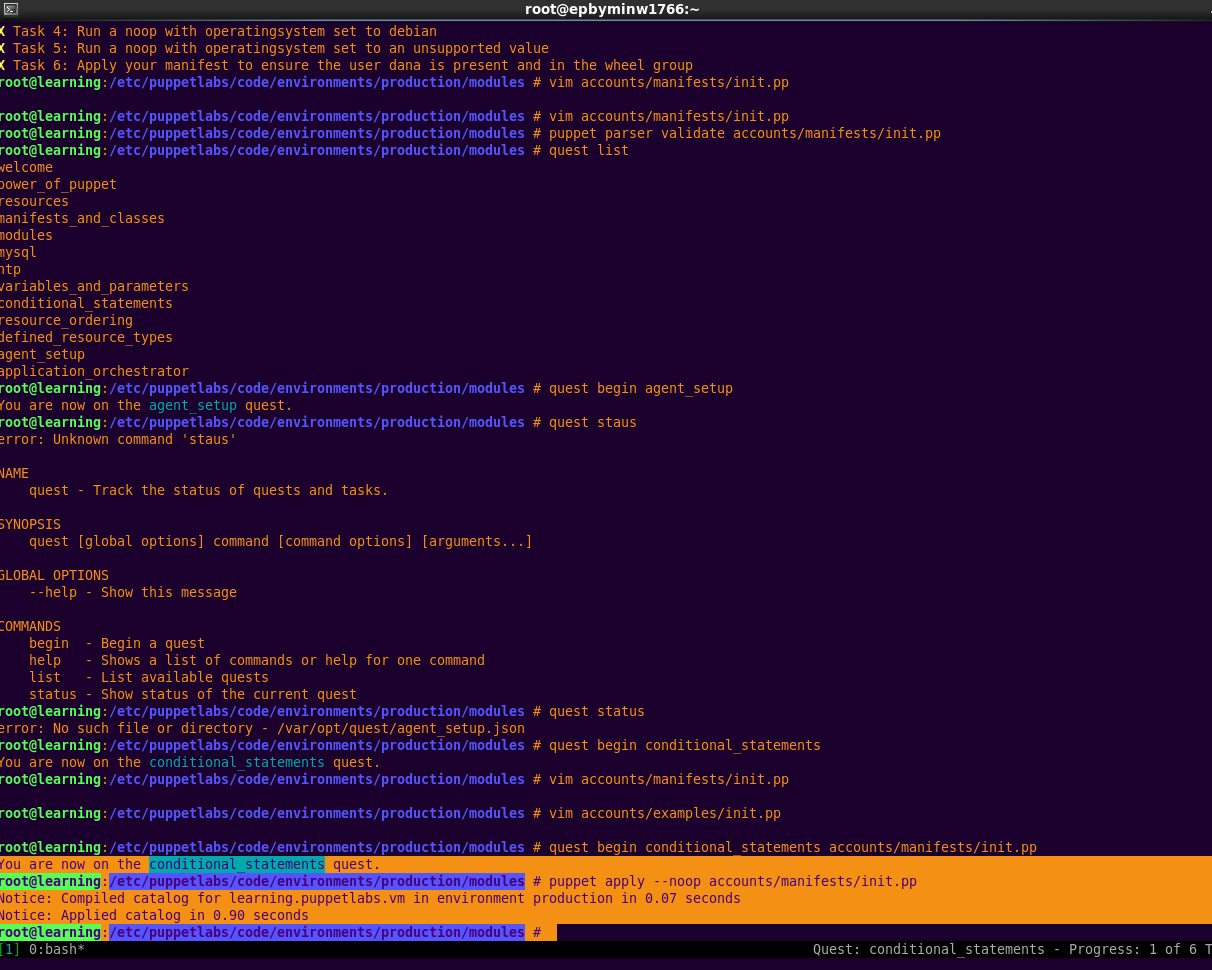 root@epbyminw1766:~
X Task 4: Run a noop with operatingsystem set to debian
X Task 5: Run a noop with operatingsystem set to an unsupported value
X Task 6: Apply your manifest to ensure the user dana is present and in the wheel group
root@learning:/etc/puppetlabs/code/environments/production/modules # vim accounts/manifests/init.pp
root@learning:/etc/puppetlabs/code/environments/production/modules # vim accounts/manifests/init.pp
root@learning:/etc/puppetlabs/code/environments/production/modules # puppet parser validate accounts/manifests/init.pp
root@learning:/etc/puppetlabs/code/environments/production/modules # quest list
welcome
power_of_puppet
resources
manifests_and_classes
modules
mysql
ntp
variables_and_parameters
conditional_statements
resource_ordering
defined_resource_types
agent_setup
application_orchestrator
root@learning:/etc/puppetlabs/code/environments/production/modules # quest begin agent_setup
You are now on the agent_setup quest.
root@learning:/etc/puppetlabs/code/environments/production/modules # quest staus
error: Unknown command 'staus'
NAME
quest - Track the status of quests and tasks.
SYNOPSIS
quest [global options] command [command options] [arguments...]
GLOBAL OPTIONS
--help - Show this message
COMMANDS
begin  - Begin a quest
help   - Shows a list of commands or help for one command
list   - List available quests
status - Show status of the current quest
root@learning:/etc/puppetlabs/code/environments/production/modules # quest status
error: No such file or directory - /var/opt/quest/agent_setup.json
root@learning:/etc/puppetlabs/code/environments/production/modules # quest begin conditional_statements
You are now on the conditional_statements quest.
root@learning:/etc/puppetlabs/code/environments/production/modules # vim accounts/manifests/init.pp
root@learning:/etc/puppetlabs/code/environments/production/modules # vim accounts/examples/init.pp
root@learning:/etc/puppetlabs/code/environments/production/modules # quest begin conditional_statements accounts/manifests/init.pp
You are now on the conditional_statements quest.
root@learning:/etc/puppetlabs/code/environments/production/modules # puppet apply --noop accounts/manifests/init.pp
Notice: Compiled catalog for learning.puppetlabs.vm in environment production in 0.07 seconds
Notice: Applied catalog in 0.90 seconds
root@learning:/etc/puppetlabs/code/environments/production/modules #
[1] 0:bash* Quest: conditional_statements - Progress: 1 of 6 T